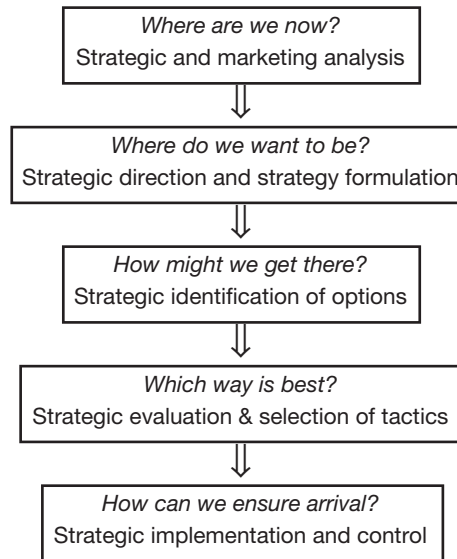 Where are we now?
Strategic and marketing analysis
Where do we want to be?
Strategic direction and strategy formulation
How might we get there?
Strategic identification of options
Which way is best?
Strategic evaluation & selection of tactics
How can we ensure arrival?
Strategic implementation and control